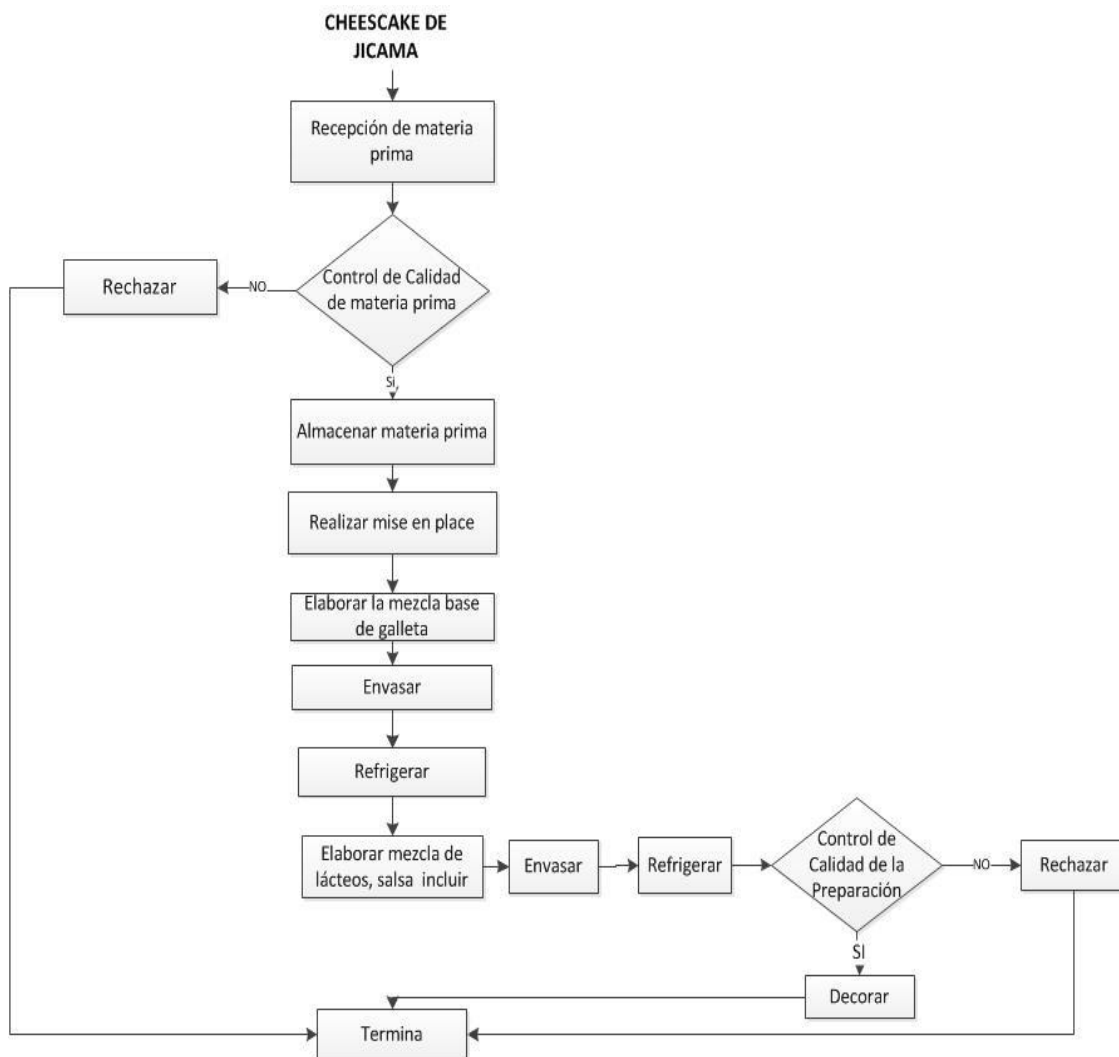 CHEESCAKE DE
JICAMA
Recepción de materia
prima
Control de Calidad
de materia prima
NO
Rechazar
Si,
Almacenar materia prima
Realizar mise en place
Elaborar la mezcla base
de galleta
Envasar
Refrigerar
Elaborar mezcla de
lácteos, salsa incluir
Envasar
Refrigerar
Control de
Calidad de la
Preparación
NO
Rechazar
SI
Decorar
Termina